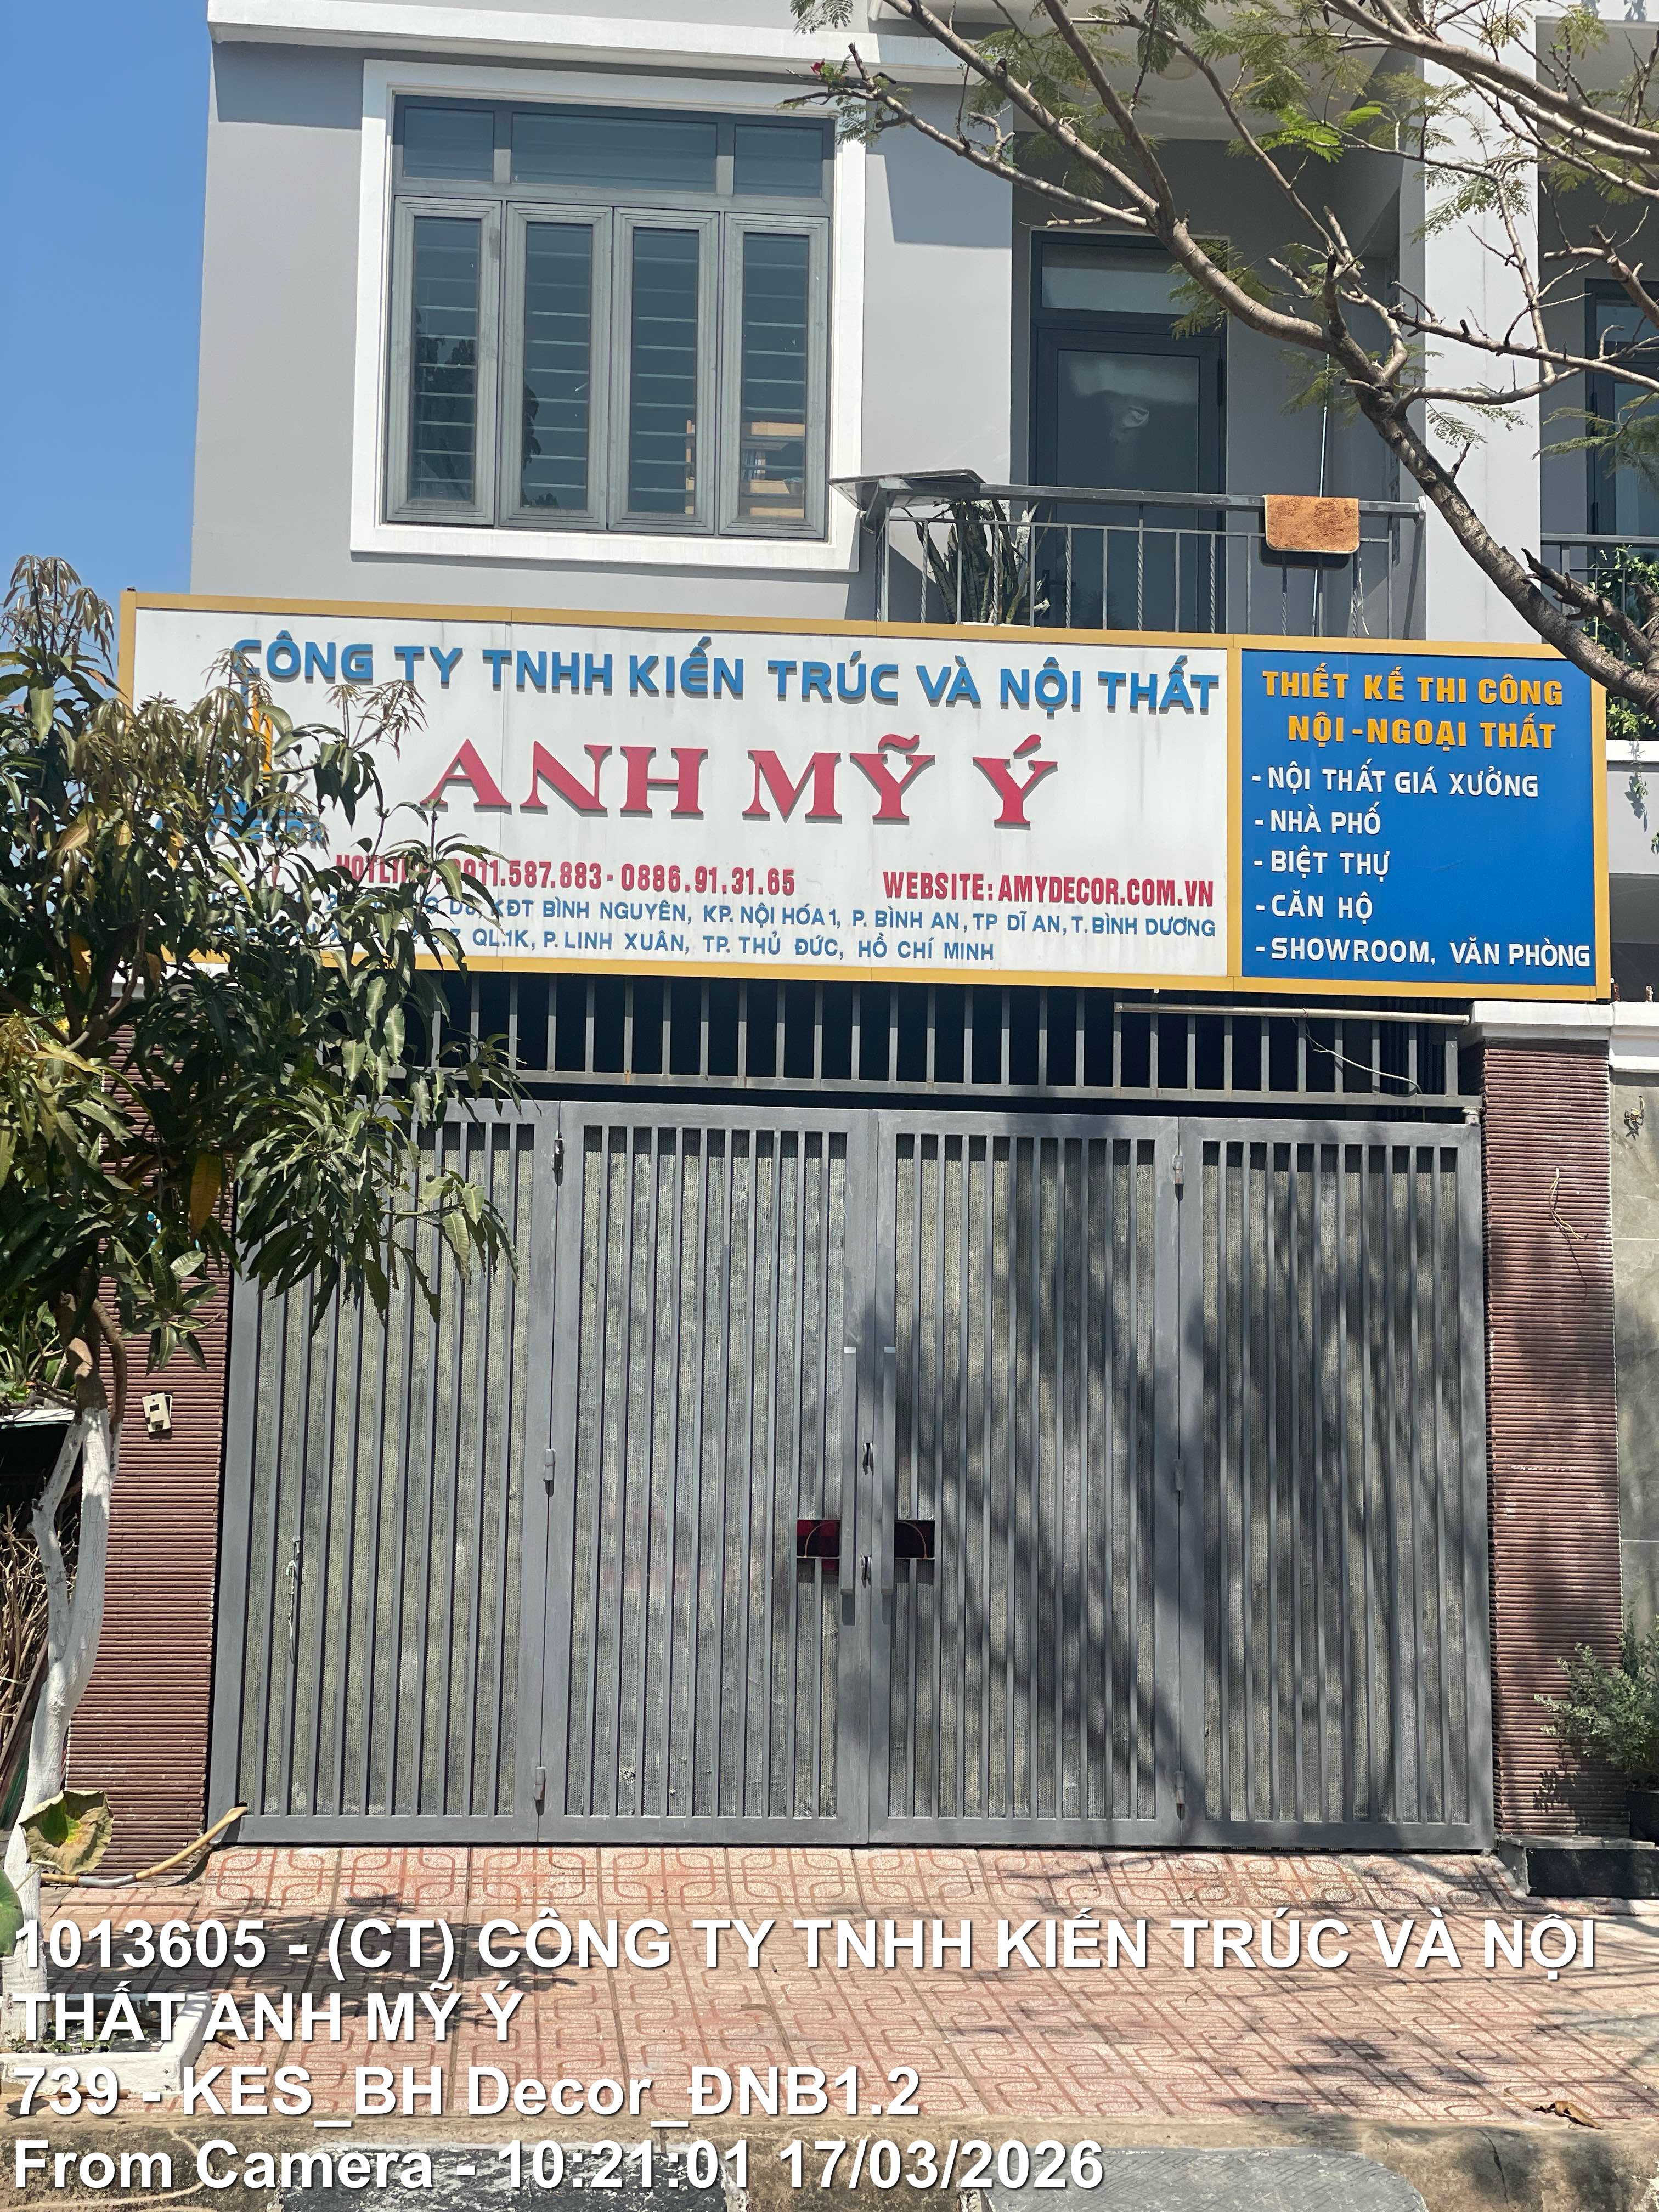 CÔNG TY TNHH KIẾN TRÚC VÀ NỘI THẤT
ANH MỸ Ý
HOTLINE: 0911.587.883 - 0886.91.31.65
WEBSITE: AMYDECOR.COM.VN
D8, KĐT BÌNH NGUYÊN, KP. NỘI HÓA 1, P. BÌNH AN, TP DĨ AN, T. BÌNH DƯƠNG
QL.1K, P. LINH XUÂN, TP. THỦ ĐỨC, HỒ CHÍ MINH
THIẾT KẾ THI CÔNG
NỘI - NGOẠI THẤT
- NỘI THẤT GIÁ XƯỞNG
- NHÀ PHỐ
- BIỆT THỰ
- CĂN HỘ
- SHOWROOM, VĂN PHÒNG
1013605 - (CT) CÔNG TY TNHH KIẾN TRÚC VÀ NỘI
THẤT ANH MỸ Ý
739 - KES_BH Decor_ĐNB1.2
From Camera - 10:21:01 17/03/2026